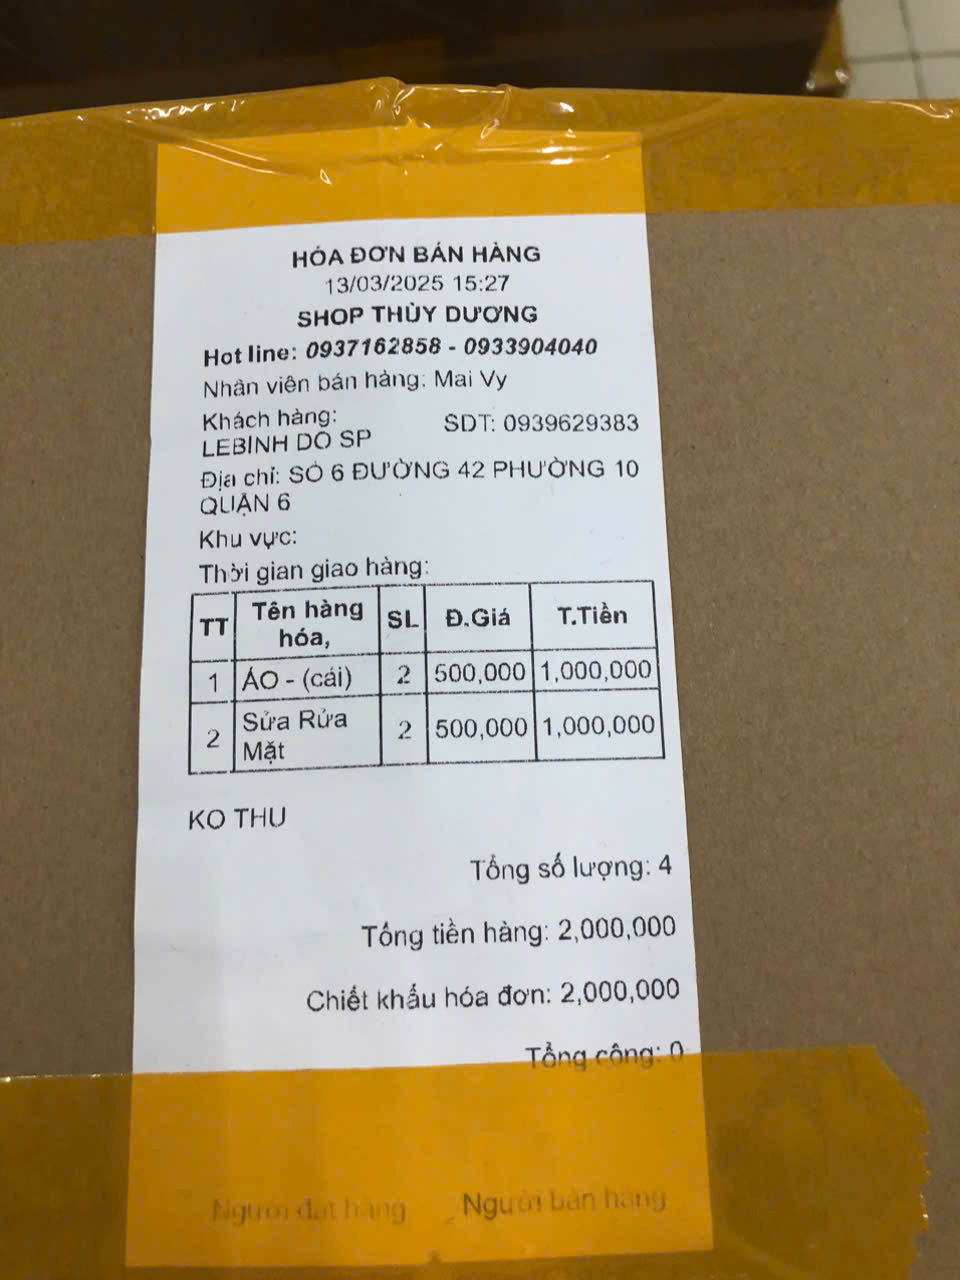 HÓA ĐƠN BÁN HÀNG
13/03/2025 15:27
SHOP THÙY DƯƠNG
Hot line: 0937162858 - 0933904040
Nhân viên bán hàng: Mai Vy
Khách hàng: SDT: 0939629383
LEBINH DO SP
Địa chỉ: SỐ 6 ĐƯỜNG 42 PHƯỜNG 10
QUẬN 6
Khu vực:
Thời gian giao hàng:
TT Tên hàng hóa, SL Đ.Giá T.Tiền
1 ÁO - (cái) 2 500,000 1,000,000
2 Sửa Rửa Mặt 2 500,000 1,000,000
KO THU
Tổng số lượng: 4
Tổng tiền hàng: 2,000,000
Chiết khấu hóa đơn: 2,000,000
Tổng công: 0
Người đặt hàng Người bán hàng